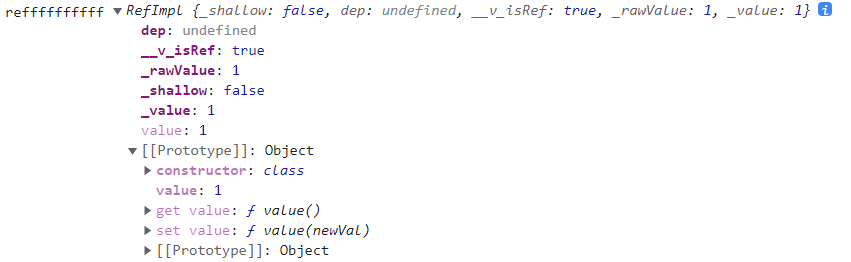 reffffffffff ▼ RefImpl {_shallow: false, dep: undefined, __v_isRef: true, _rawValue: 1, _value: 1} i
dep: undefined
__v_isRef: true
_rawValue: 1
_shallow: false
_value: 1
value: 1
▼ [[Prototype]]: Object
▶ constructor: class
value: 1
▶ get value: ƒ value()
▶ set value: ƒ value(newVal)
▶ [[Prototype]]: Object